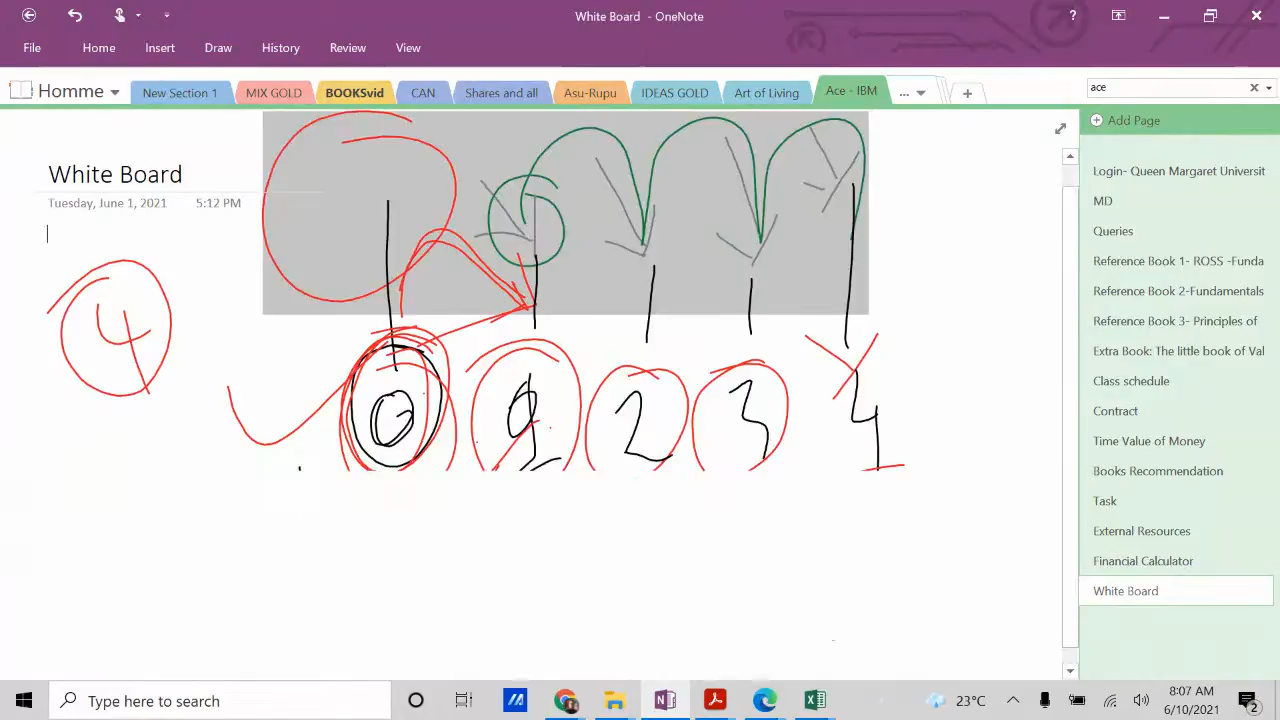 White Board - OneNote
?
File Home Insert Draw History Review View
Homme New Section 1 MIX GOLD BOOKSvid CAN Shares and all Asu-Rupu IDEAS GOLD Art of Living Ace - IBM ... + ace
Add Page
White Board
Tuesday, June 1, 2021 5:12 PM
4
0 1 2 3 4
Login- Queen Margaret Universit
MD
Queries
Reference Book 1- ROSS -Funda
Reference Book 2-Fundamentals
Reference Book 3- Principles of
Extra Book: The little book of Val
Class schedule
Contract
Time Value of Money
Books Recommendation
Task
External Resources
Financial Calculator
White Board
Type here to search
23°C
8:07 AM
6/10/2021
2